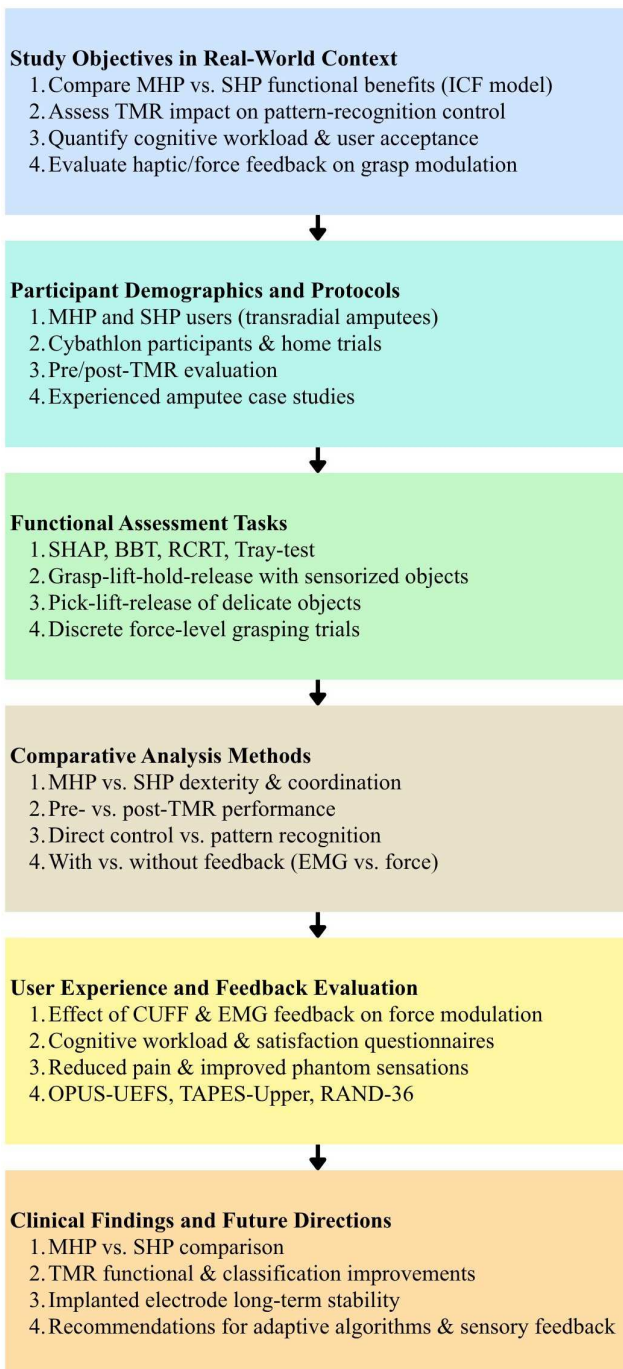 Study Objectives in Real-World Context
1. Compare MHP vs. SHP functional benefits (ICF model)
2. Assess TMR impact on pattern-recognition control
3. Quantify cognitive workload & user acceptance
4. Evaluate haptic/force feedback on grasp modulation
Participant Demographics and Protocols
1. MHP and SHP users (transradial amputees)
2. Cybathlon participants & home trials
3. Pre/post-TMR evaluation
4. Experienced amputee case studies
Functional Assessment Tasks
1. SHAP, BBT, RCRT, Tray-test
2. Grasp-lift-hold-release with sensorized objects
3. Pick-lift-release of delicate objects
4. Discrete force-level grasping trials
Comparative Analysis Methods
1. MHP vs. SHP dexterity & coordination
2. Pre- vs. post-TMR performance
3. Direct control vs. pattern recognition
4. With vs. without feedback (EMG vs. force)
User Experience and Feedback Evaluation
1. Effect of CUFF & EMG feedback on force modulation
2. Cognitive workload & satisfaction questionnaires
3. Reduced pain & improved phantom sensations
4. OPUS-UEFS, TAPES-Upper, RAND-36
Clinical Findings and Future Directions
1. MHP vs. SHP comparison
2. TMR functional & classification improvements
3. Implanted electrode long-term stability
4. Recommendations for adaptive algorithms & sensory feedback